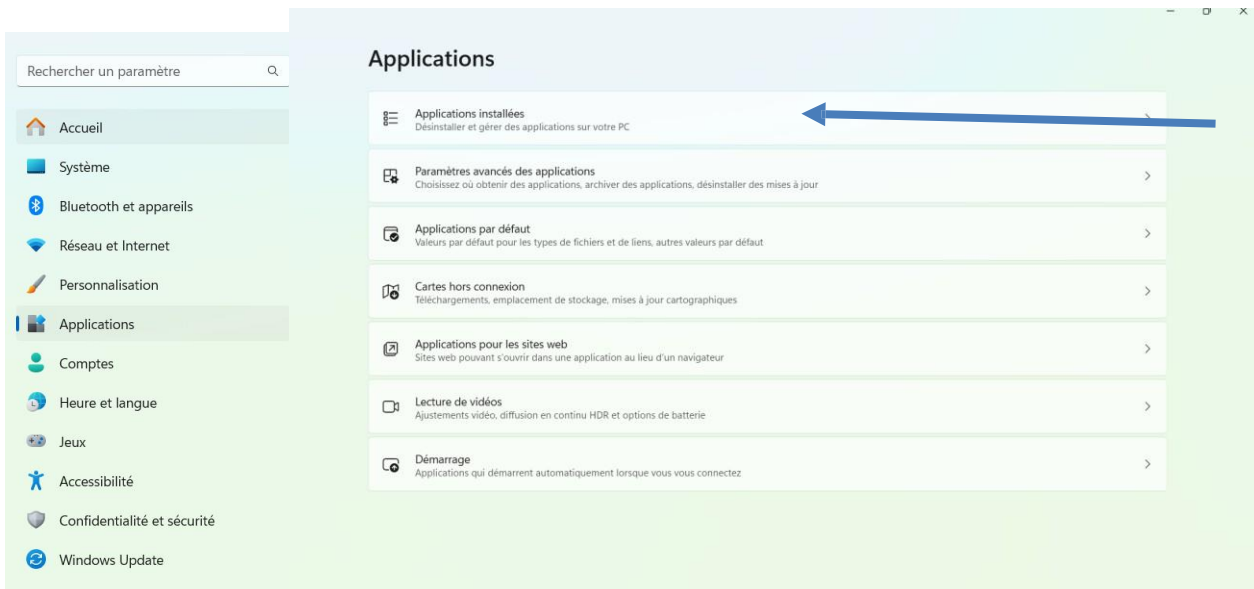 Rechercher un paramètre
Accueil
Système
Bluetooth et appareils
Réseau et Internet
Personnalisation
Applications
Comptes
Heure et langue
Jeux
Accessibilité
Confidentialité et sécurité
Windows Update
Applications
Applications installées
Désinstaller et gérer des applications sur votre PC
Paramètres avancés des applications
Choisissez où obtenir des applications, archiver des applications, désinstaller des mises à jour
Applications par défaut
Valeurs par défaut pour les types de fichiers et de liens, autres valeurs par défaut
Cartes hors connexion
Téléchargements, emplacement de stockage, mises à jour cartographiques
Applications pour les sites web
Sites web pouvant s'ouvrir dans une application au lieu d'un navigateur
Lecture de vidéos
Ajustements vidéo, diffusion en continu HDR et options de batterie
Démarrage
Applications qui démarrent automatiquement lorsque vous vous connectez